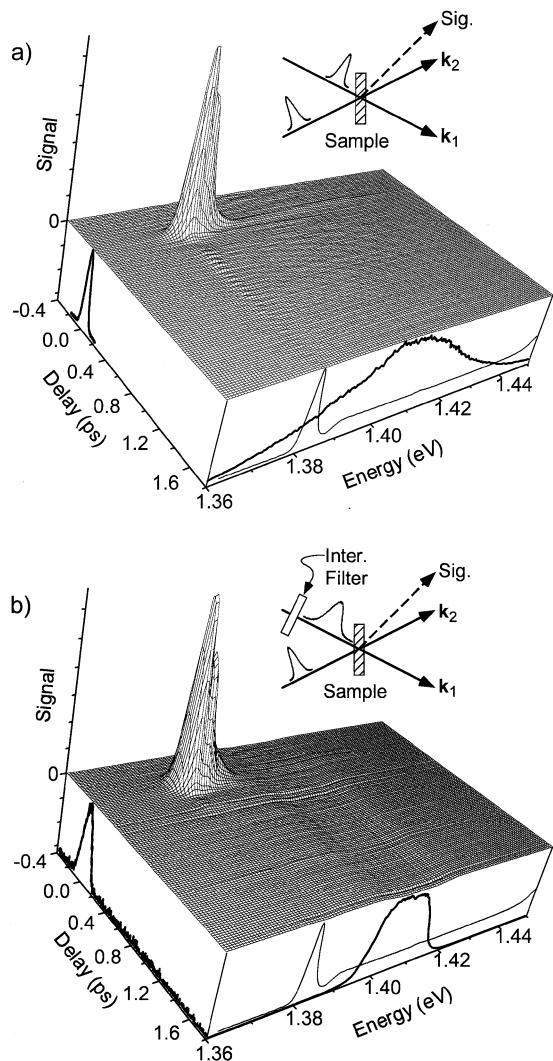 a)
Sig.
k2
Sample
k1
Signal
0
-0.4
0.0
0.4
0.8
1.2
1.6
Delay (ps)
1.36
1.38
1.40
1.42
1.44
Energy (eV)
b)
Inter.
Filter
Sig.
k2
Sample
k1
Signal
0
-0.4
0.0
0.4
0.8
1.2
1.6
Delay (ps)
1.36
1.38
1.40
1.42
1.44
Energy (eV)